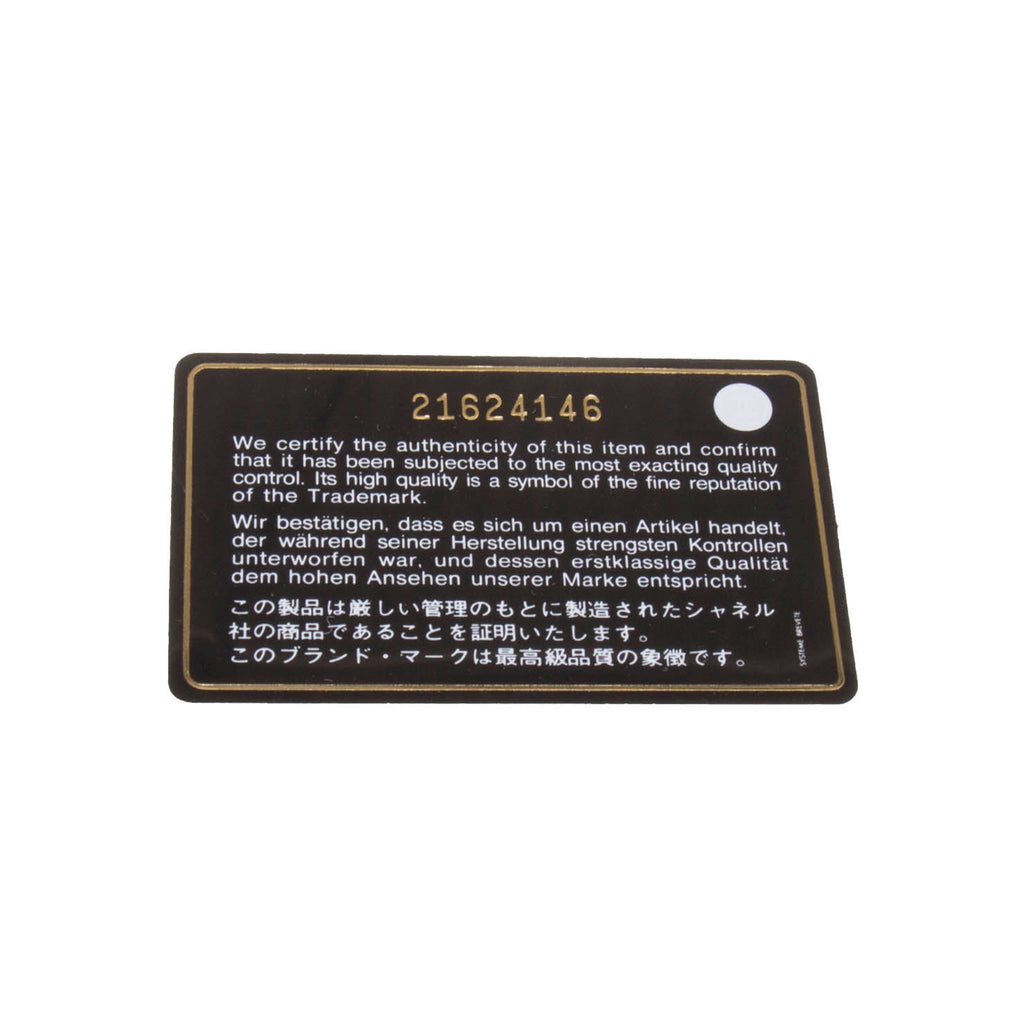 21624146
We certify the authenticity of this item and confirm
that it has been subjected to the most exacting quality
control. Its high quality is a symbol of the fine reputation
of the Trademark.
Wir bestätigen, dass es sich um einen Artikel handelt,
der während seiner Herstellung strengsten Kontrollen
unterworfen war, und dessen erstklassige Qualität
dem hohen Ansehen unserer Marke entspricht.
この製品は厳しい管理のもとに製造されたシャネル
社の商品であることを証明いたします。
このブランド・マークは最高級品質の象徴です。
SYSTEME BREVETE